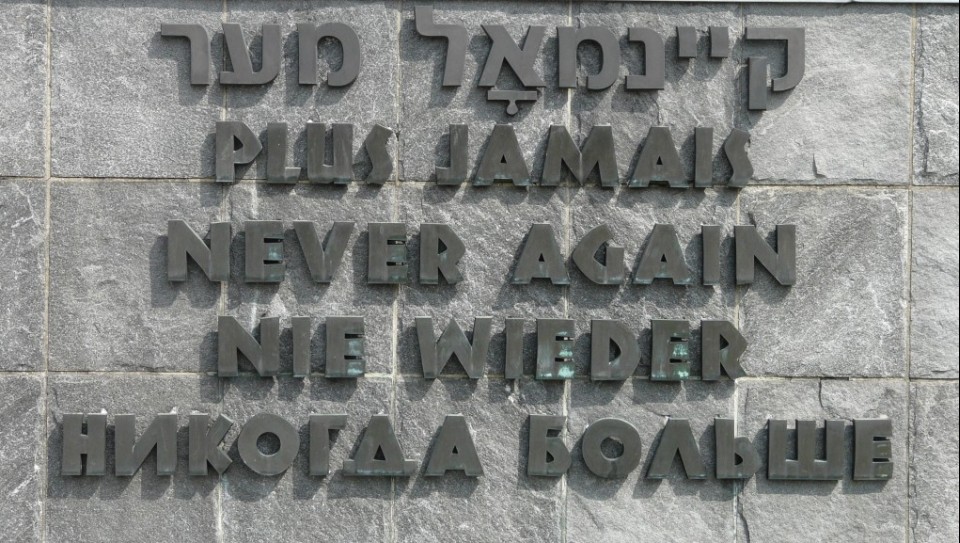 קיינמאָל מער
PLUS JAMAIS
NEVER AGAIN
NIE WIEDER
НИКОГДА БОЛЬШЕ